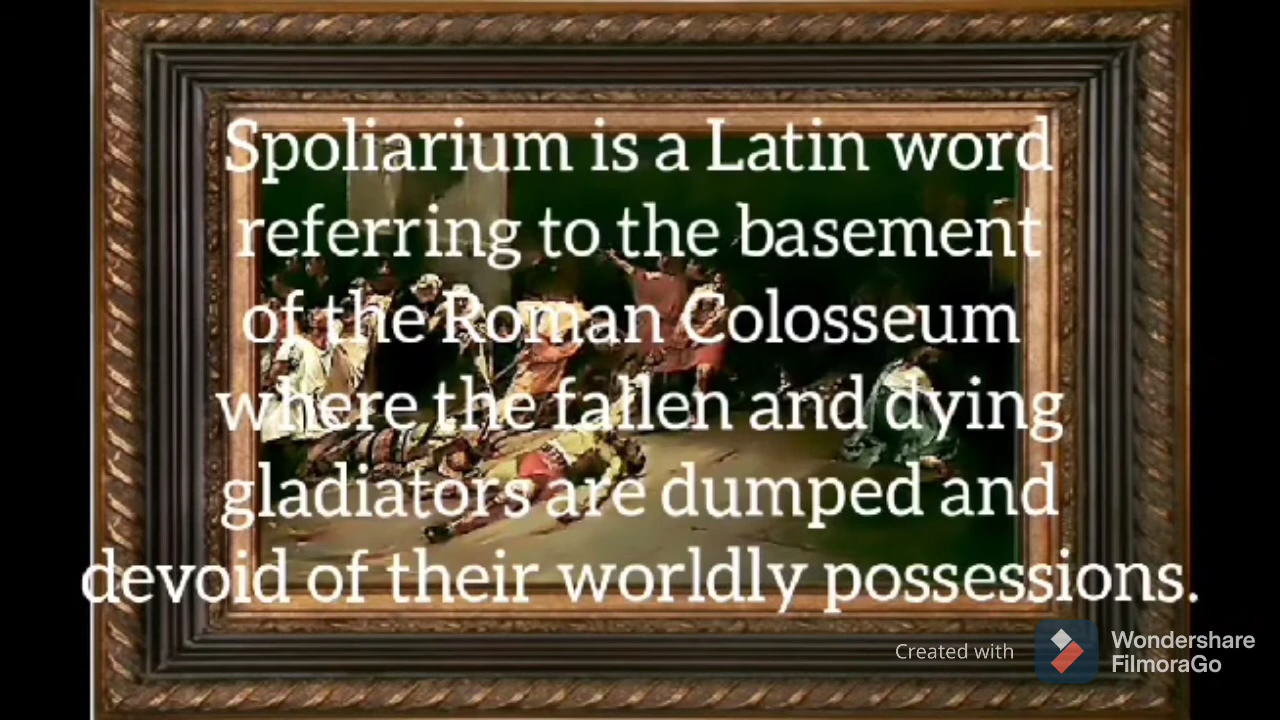 Spoliarium is a Latin word
referring to the basement
of the Roman Colosseum
where the fallen and dying
gladiators are dumped and
devoid of their worldly possessions.
Created with
Wondershare
FilmoraGo